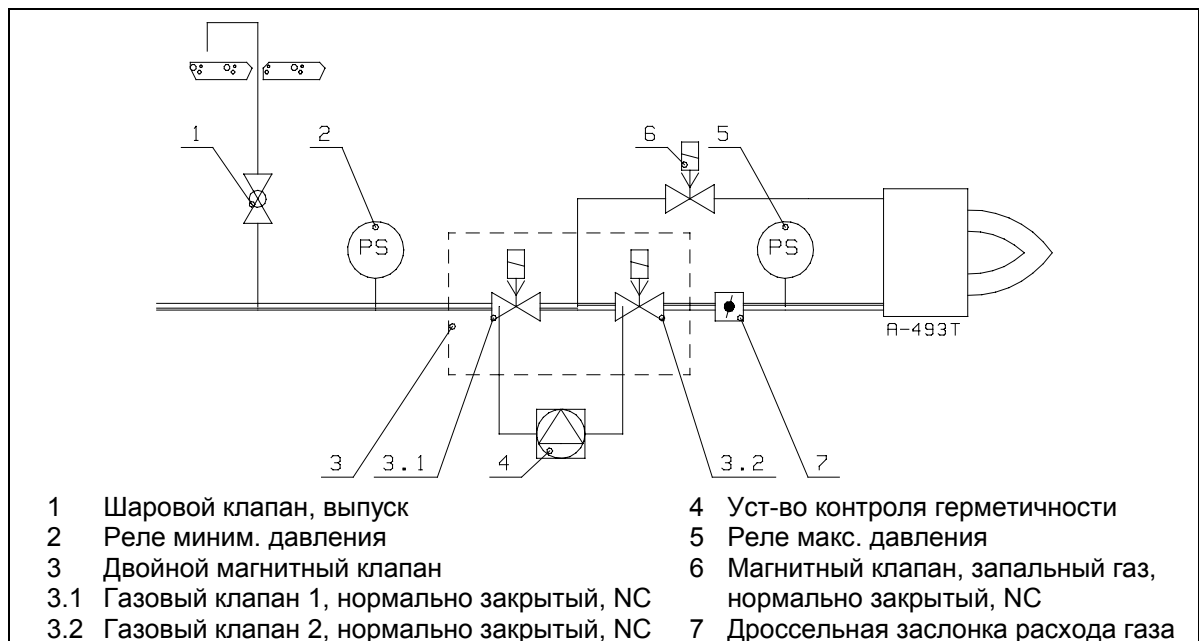 1 2 6 5
PS PS
A-493T
3 3.1 4 3.2 7
1 Шаровой клапан, выпуск
2 Реле миним. давления
3 Двойной магнитный клапан
3.1 Газовый клапан 1, нормально закрытый, NC
3.2 Газовый клапан 2, нормально закрытый, NC
4 Уст-во контроля герметичности
5 Реле макс. давления
6 Магнитный клапан, запальный газ,
нормально закрытый, NC
7 Дроссельная заслонка расхода газа